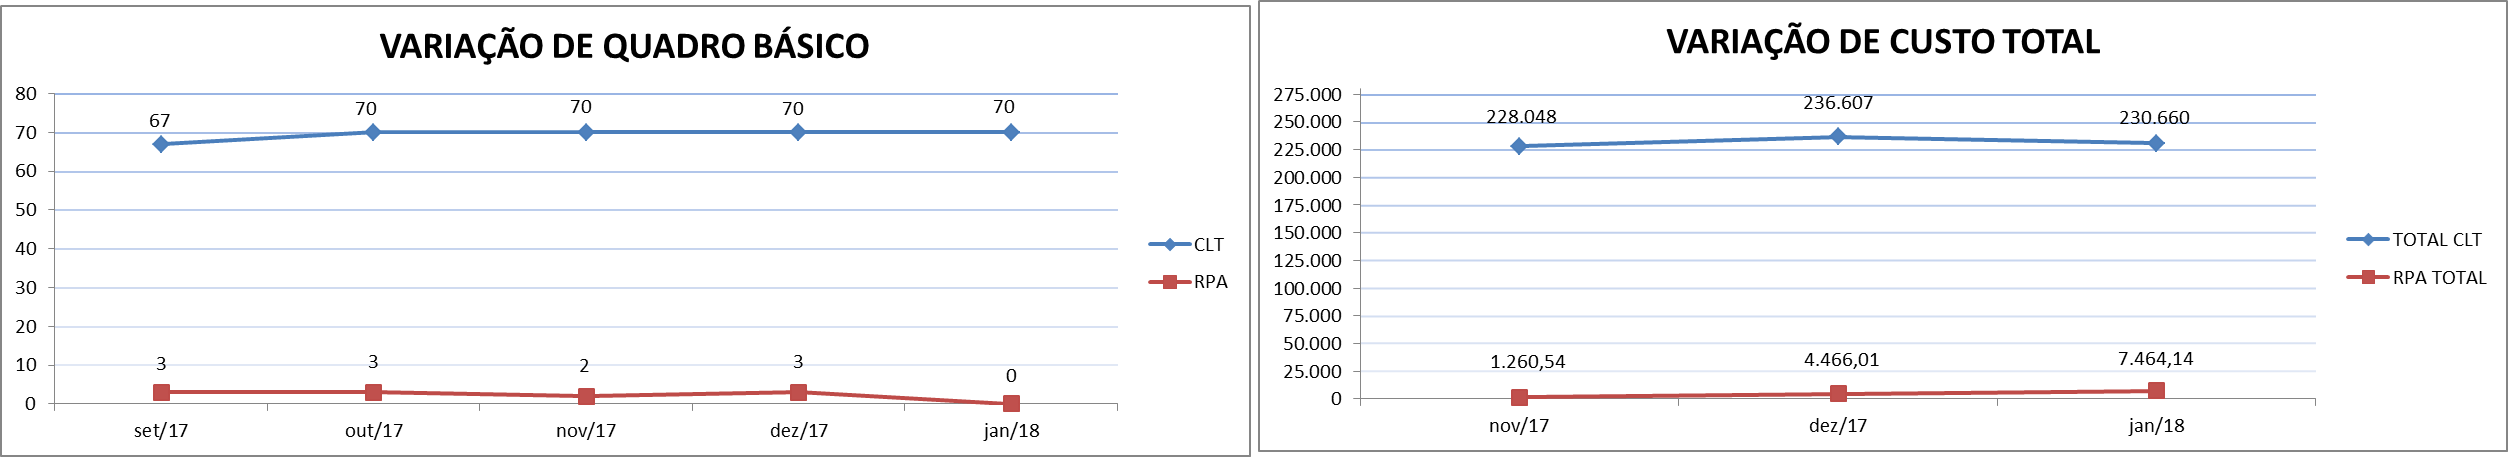 VARIAÇÃO DE QUADRO BÁSICO
80
70
60
50
40
30
20
10
0
67
70
70
70
70
3
3
2
3
0
set/17
out/17
nov/17
dez/17
jan/18
CLT
RPA
VARIAÇÃO DE CUSTO TOTAL
275.000
250.000
225.000
200.000
175.000
150.000
125.000
100.000
75.000
50.000
25.000
0
228.048
236.607
230.660
1.260,54
4.466,01
7.464,14
nov/17
dez/17
jan/18
TOTAL CLT
RPA TOTAL